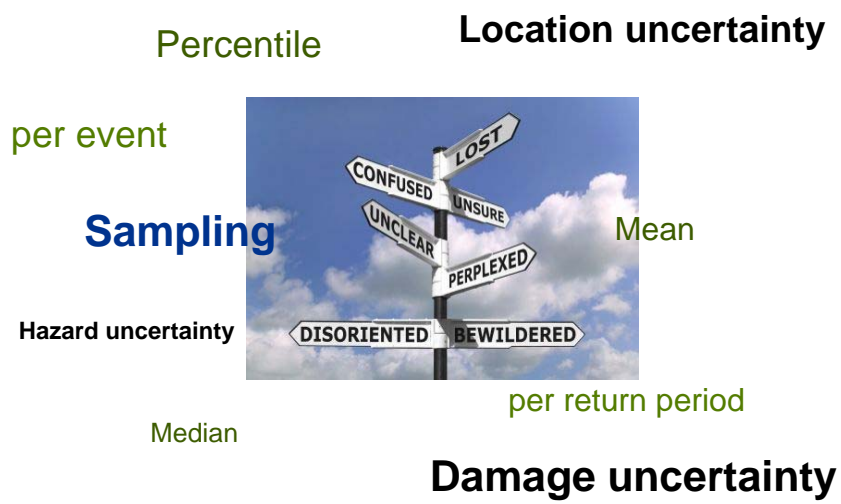 Location uncertainty
Percentile
per event
LOST
CONFUSED
UNSURE
UNCLEAR
Sampling
Mean
PERPLEXED
Hazard uncertainty
DISORIENTED
BEWILDERED
per return period
Median
Damage uncertainty